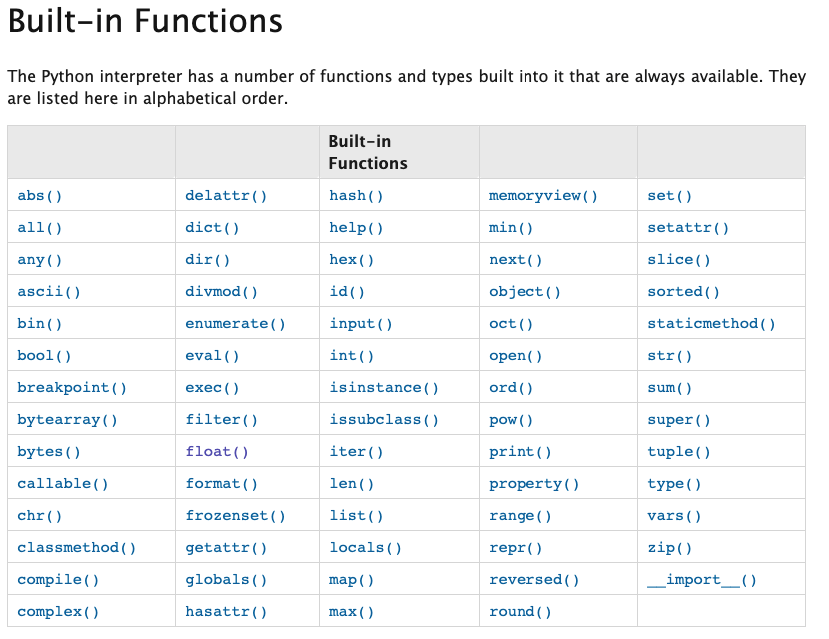 Built-in Functions
The Python interpreter has a number of functions and types built into it that are always available. They
are listed here in alphabetical order.
Built-in
Functions
abs() delattr() hash() memoryview() set()
all() dict() help() min() setattr()
any() dir() hex() next() slice()
ascii() divmod() id() object() sorted()
bin() enumerate() input() oct() staticmethod()
bool() eval() int() open() str()
breakpoint() exec() isinstance() ord() sum()
bytearray() filter() issubclass() pow() super()
bytes() float() iter() print() tuple()
callable() format() len() property() type()
chr() frozenset() list() range() vars()
classmethod() getattr() locals() repr() zip()
compile() globals() map() reversed() __import__()
complex() hasattr() max() round()